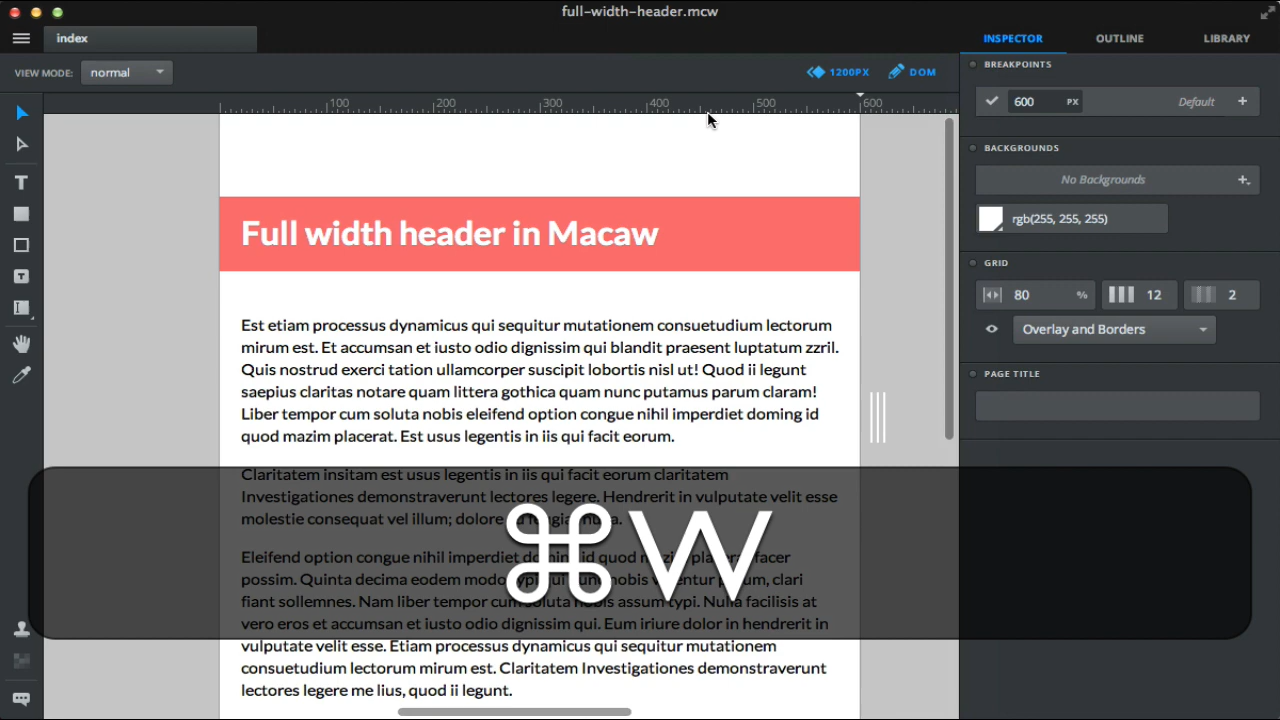 full-width-header.mcw
index
INSPECTOR
OUTLINE
LIBRARY
VIEW MODE:
normal
1200PX
DOM
100
200
300
400
500
600
BREAKPOINTS
600 PX
Default
BACKGROUNDS
No Backgrounds
rgb(255, 255, 255)
GRID
80 %
12
2
Overlay and Borders
PAGE TITLE
Full width header in Macaw
Est etiam processus dynamicus qui sequitur mutationem consuetudium lectorum
mirum est. Et accumsan et iusto odio dignissim qui blandit praesent luptatum zzril.
Quis nostrud exerci tation ullamcorper suscipit lobortis nisl ut! Quod ii legunt
saepius claritas notare quam littera gothica quam nunc putamus parum claram!
Liber tempor cum soluta nobis eleifend option congue nihil imperdiet doming id
quod mazim placerat. Est usus legentis in iis qui facit eorum.
Claritatem insitam est usus legentis in iis qui facit eorum claritatem
Investigationes demonstraverunt lectores legere. Hendrerit in vulputate velit esse
molestie consequat vel illum; dolore
⌘W
Eleifend option congue nihil imperdiet quod facer
possim. Quinta decima eodem modo nobis clari
fiant sollemnes. Nam liber tempor cum soluta nobis assum typi. Nulla facilisis at
vero eros et accumsan et iusto odio dignissim qui. Eum iriure dolor in hendrerit in
vulputate velit esse. Etiam processus dynamicus qui sequitur mutationem
consuetudium lectorum mirum est. Claritatem Investigationes demonstraverunt
lectores legere me lius, quod ii legunt.